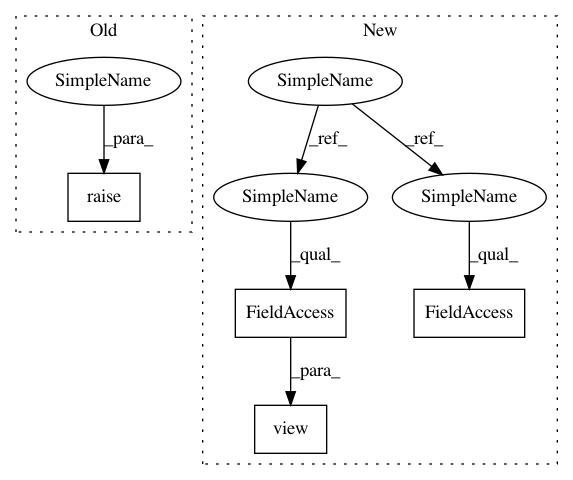 Old
New
SimpleName
SimpleName
_para_
_ref_
_ref_
raise
SimpleName
SimpleName
_qual_
_qual_
FieldAccess
FieldAccess
_para_
view